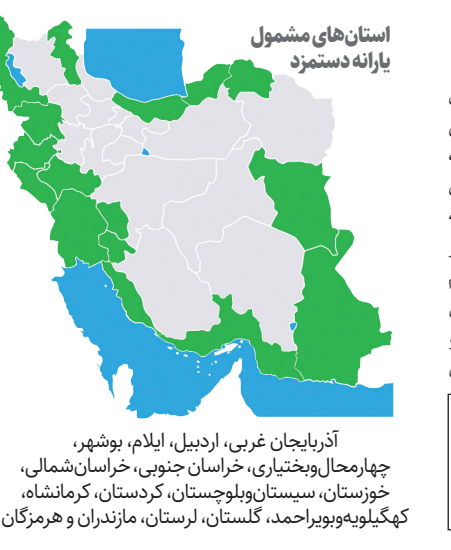 استان‌های مشمول
یارانه دستمزد
آذربایجان غربی، اردبیل، ایلام، بوشهر،
چهارمحال‌وبختیاری، خراسان جنوبی، خراسان‌شمالی،
خوزستان، سیستان‌وبلوچستان، کردستان، کرمانشاه،
کهگیلویه‌وبویراحمد، گلستان، لرستان، مازندران و هرمزگان